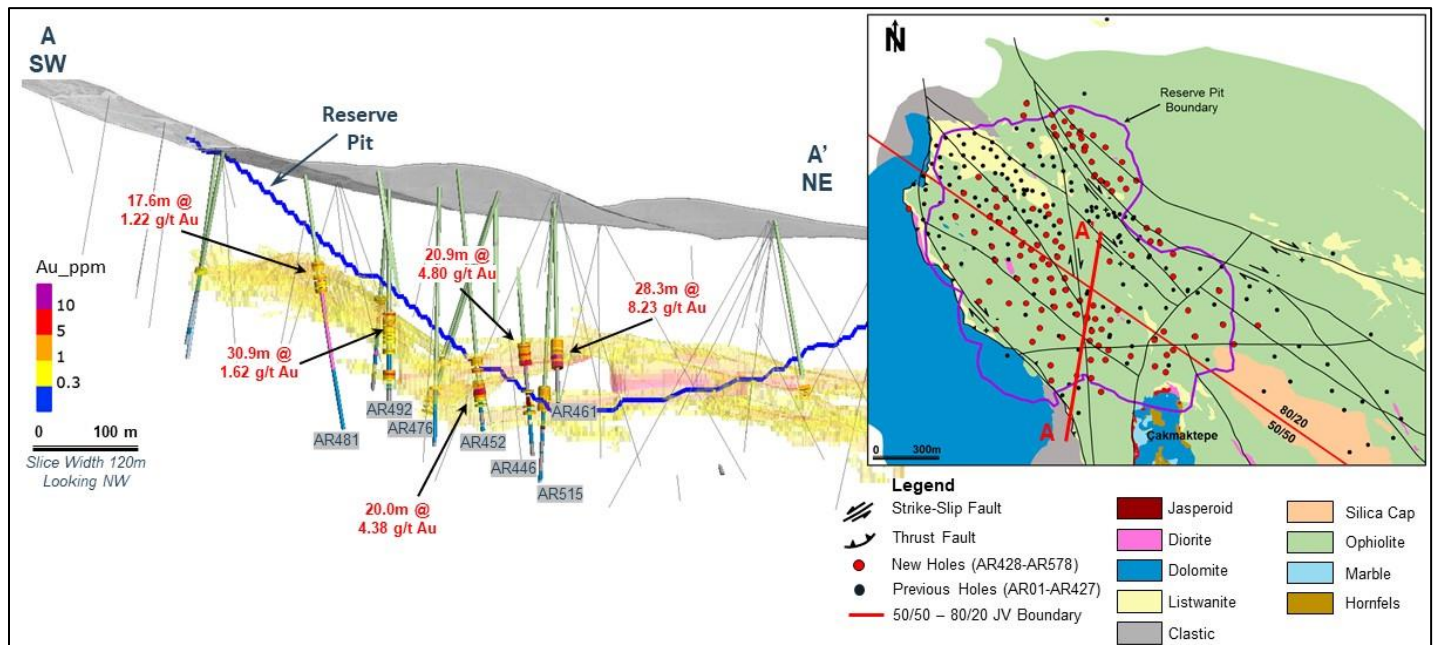 A
SW
Reserve
Pit
A’
NE
17.6m @
1.22 g/t Au
20.9m @
4.80 g/t Au
28.3m @
8.23 g/t Au
30.9m @
1.62 g/t Au
20.0m @
4.38 g/t Au
Au_ppm
10
5
1
0.3
0 100 m
Slice Width 120m
Looking NW
AR481
AR492
AR476
AR452
AR446
AR461
AR515
N
Reserve Pit
Boundary
A'
A
80/20
50/50
Çakmaktepe
0 300m
Legend
Strike-Slip Fault
Thrust Fault
New Holes (AR428-AR578)
Previous Holes (AR01-AR427)
50/50 – 80/20 JV Boundary
Jasperoid
Diorite
Dolomite
Listwanite
Clastic
Silica Cap
Ophiolite
Marble
Hornfels